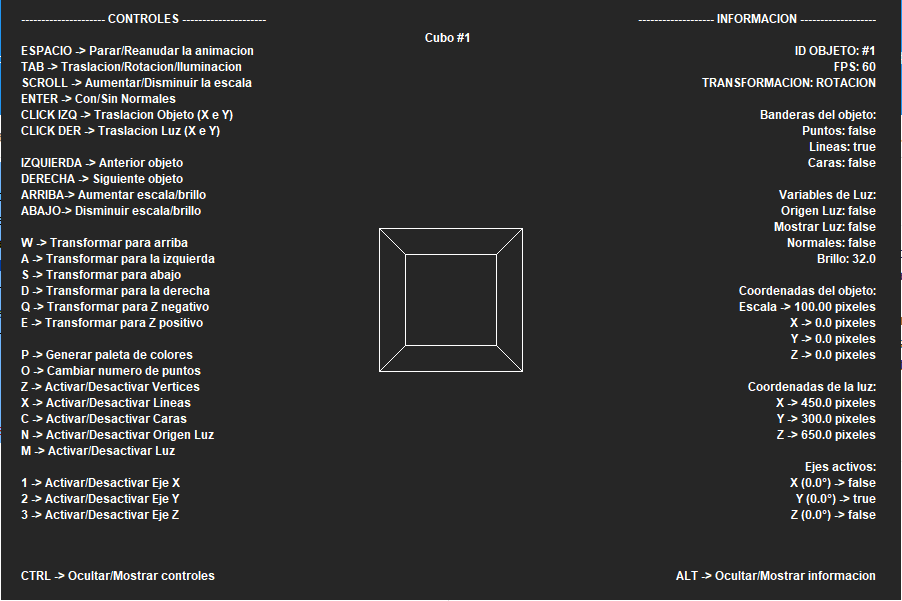 --------------------- CONTROLES ---------------------
ESPACIO -> Parar/Reanudar la animacion
TAB -> Traslacion/Rotacion/Iluminacion
SCROLL -> Aumentar/Disminuir la escala
ENTER -> Con/Sin Normales
CLICK IZQ -> Traslacion Objeto (X e Y)
CLICK DER -> Traslacion Luz (X e Y)
IZQUIERDA -> Anterior objeto
DERECHA -> Siguiente objeto
ARRIBA-> Aumentar escala/brillo
ABAJO-> Disminuir escala/brillo
W -> Transformar para arriba
A -> Transformar para la izquierda
S -> Transformar para abajo
D -> Transformar para la derecha
Q -> Transformar para Z negativo
E -> Transformar para Z positivo
P -> Generar paleta de colores
O -> Cambiar numero de puntos
Z -> Activar/Desactivar Vertices
X -> Activar/Desactivar Lineas
C -> Activar/Desactivar Caras
N -> Activar/Desactivar Origen Luz
M -> Activar/Desactivar Luz
1 -> Activar/Desactivar Eje X
2 -> Activar/Desactivar Eje Y
3 -> Activar/Desactivar Eje Z
CTRL -> Ocultar/Mostrar controles
Cubo #1
------------------- INFORMACION -------------------
ID OBJETO: #1
FPS: 60
TRANSFORMACION: ROTACION
Banderas del objeto:
Puntos: false
Lineas: true
Caras: false
Variables de Luz:
Origen Luz: false
Mostrar Luz: false
Normales: false
Brillo: 32.0
Coordenadas del objeto:
Escala -> 100.00 pixeles
X -> 0.0 pixeles
Y -> 0.0 pixeles
Z -> 0.0 pixeles
Coordenadas de la luz:
X -> 450.0 pixeles
Y -> 300.0 pixeles
Z -> 650.0 pixeles
Ejes activos:
X (0.0°) -> false
Y (0.0°) -> true
Z (0.0°) -> false
ALT -> Ocultar/Mostrar informacion